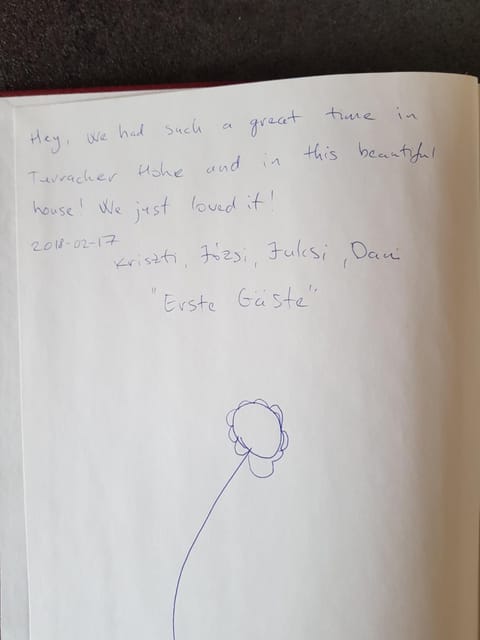 Hey, we had such a great time in
Turracher Höhe and in this beautiful
house! We just loved it!
2018-02-17
Kriszti, Józsi, Julcsi, Dani
"Erste Gäste"